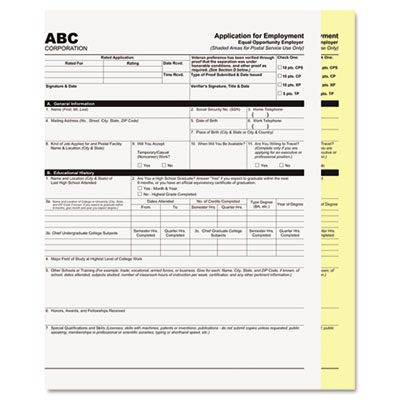 ABC
CORPORATION
Application for Employment
Equal Opportunity Employer
(Shaded Areas for Postal Service Use Only)
Rated Application
Rated For
Rating
Date Rcvd.
Time Rcvd.
Veteran preference has been verified through
proof that the separation was under
honorable conditions, and other proof as
required. (See Section D below.)
Type of Proof Submitted & Date Issued
Check One
10 pts. CPS
10 pts. CP
10 pts. XP
5 pts. TP
Signature & Date
Verifier's Signature, Title & Date
A. General Information
1. Name (First, MI, Last)
2. Social Security No. (SSN)
3. Home Telephone
( )
4. Mailing Address (No., Street, City, State, ZIP Code)
5. Date of Birth
6. Work Telephone
( )
7. Place of Birth (City & State or City & Country)
8. Kind of Job Applied for and Postal Facility
Name & Location (City & State)
9. Will You Accept
Temporary/Casual
(Noncareer) Work?
Yes No
10. When Will You Be Available?
11. Are You Willing to Travel?
(Complete only if you are
applying for an executive or
professional position.)
Yes No
B. Educational History
1. Name and Location (City & State) of
Last High School Attended
2. Are You a High School Graduate? Answer "Yes" if you expect to graduate within the next
9 months, or you have an official equivalency certificate of graduation.
Yes - Month & Year
No - Highest Grade Completed
3a. Name and Location of College or University
Dates Attended
From
To
No. of Credits Completed
Semester Hrs.
Quarter Hrs.
Type Degree
(BA, etc.)
Year of Degree
3b. Chief Undergraduate College Subjects
Semester Hrs.
Completed
Quarter Hrs.
Completed
3c. Chief Graduate College
Subjects
Semester Hrs.
Completed
Quarter Hrs.
Completed
4. Major Field of Study at Highest Level of College Work
5. Other Schools or Training (For example, trade, vocational, armed forces, or business. Give for each: Name, City, State, and ZIP Code, if known, of
school, dates attended, subjects studied, number of classroom hours of instruction per week, certificates, and any other pertinent information.)
6. Honors, Awards, and Fellowships Received
7. Special Qualifications and Skills (Licenses; skills with machines, patents or inventions; publications - do not submit copies unless requested; public
speaking; memberships in professional or scientific societies; typing or shorthand speed, etc.)